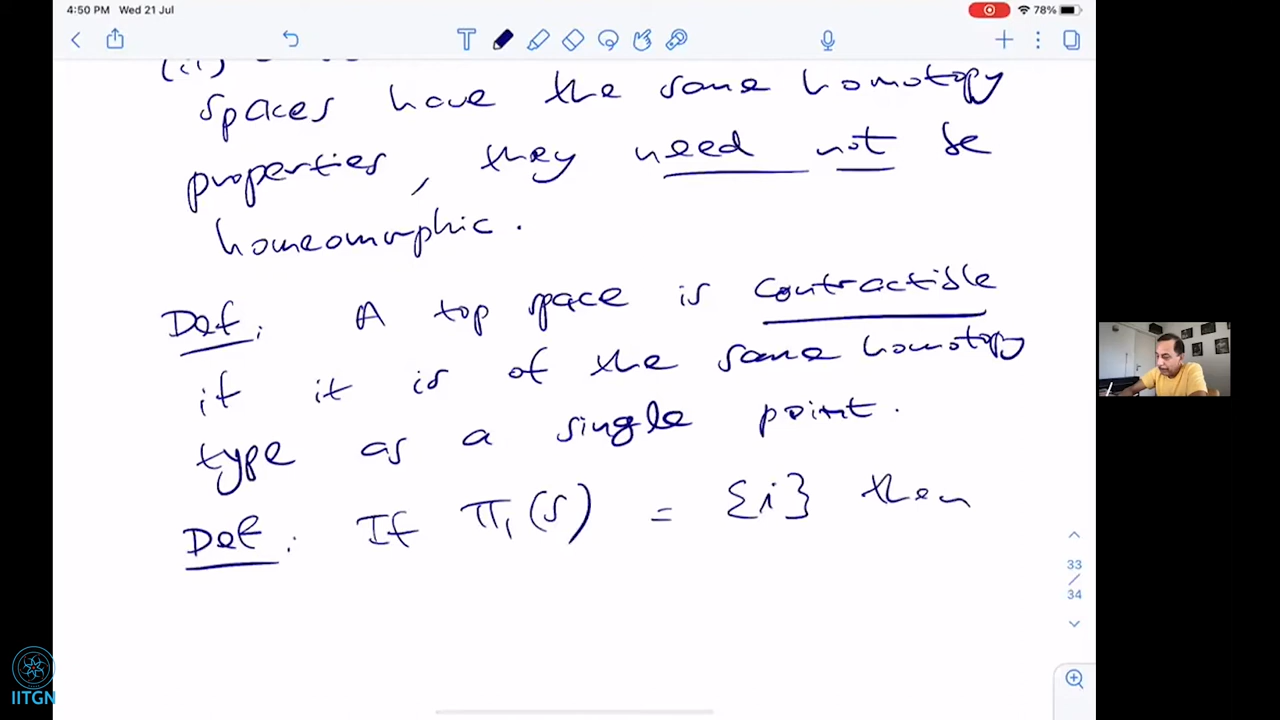 4:50 PM Wed 21 Jul
78%
(ii)
spaces have the same homotopy
properties, they need not be
homeomorphic.
Def: A top space is contractible
if it is of the same homotopy
type as a single point.
Def: If π₁(S) = {i} then
33
/
34
IITGN